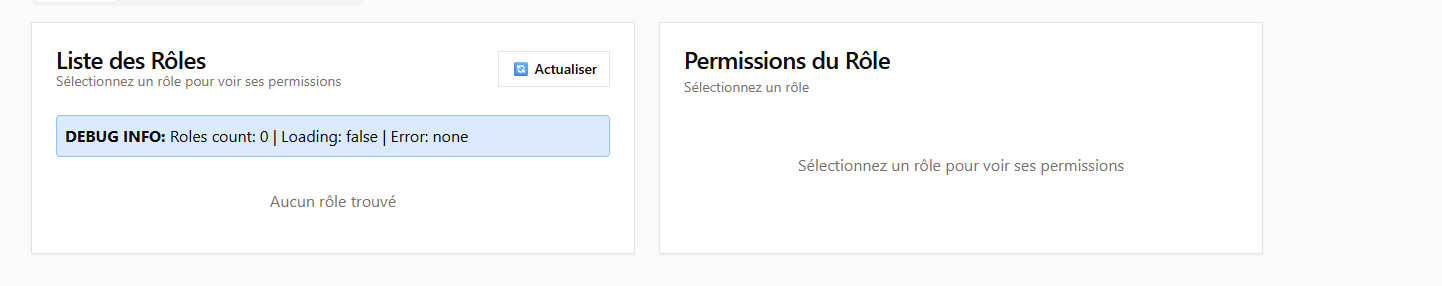 Liste des Rôles
Sélectionnez un rôle pour voir ses permissions
Actualiser
DEBUG INFO: Roles count: 0 | Loading: false | Error: none
Aucun rôle trouvé
Permissions du Rôle
Sélectionnez un rôle
Sélectionnez un rôle pour voir ses permissions